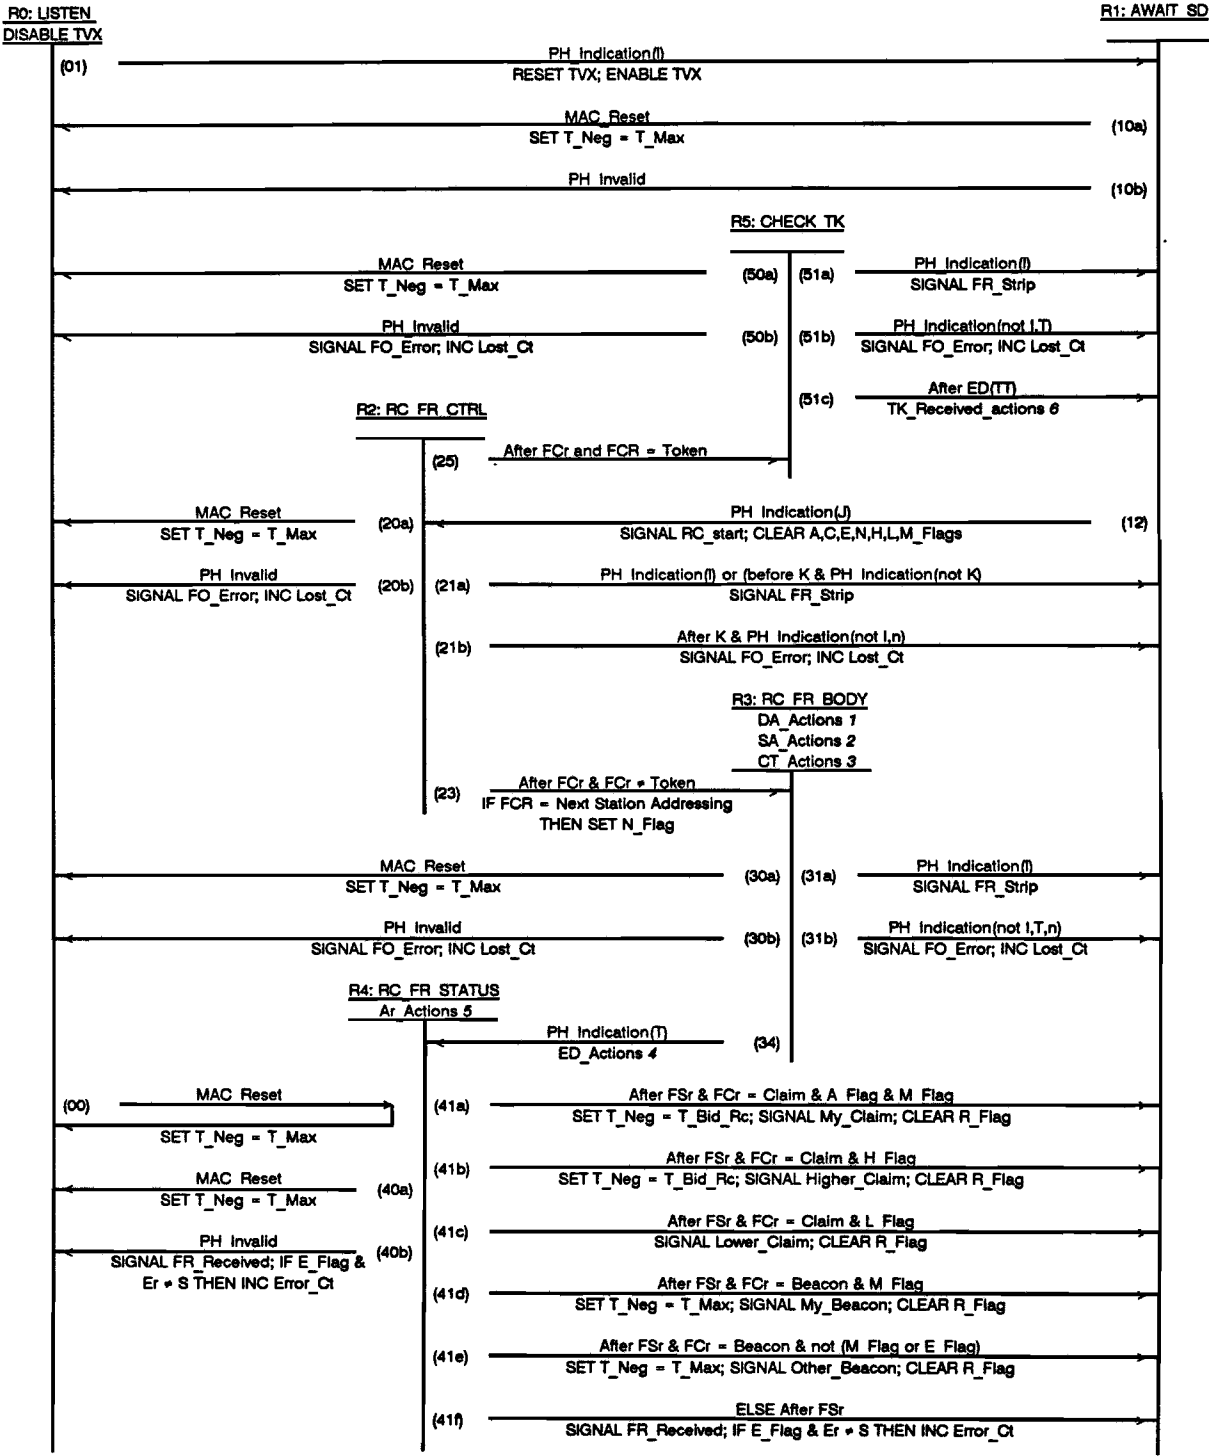 R0: LISTEN
DISABLE TVX
R1: AWAIT SD
(01)
PH_Indication(I)
RESET TVX; ENABLE TVX
MAC_Reset
SET T_Neg = T_Max
(10a)
PH_Invalid
(10b)
R5: CHECK_TK
MAC_Reset
SET T_Neg = T_Max
(50a)
(51a)
PH_Indication(I)
SIGNAL FR_Strip
PH_Invalid
SIGNAL FO_Error; INC Lost_Ct
(50b)
(51b)
PH_Indication(not I,T)
SIGNAL FO_Error; INC Lost_Ct
(51c)
After ED(TT)
TK_Received_actions 6
R2: RC_FR_CTRL
(25)
After FCr and FCR = Token
MAC_Reset
SET T_Neg = T_Max
(20a)
PH_Indication(J)
SIGNAL RC_start; CLEAR A,C,E,N,H,L,M_Flags
(12)
PH_Invalid
SIGNAL FO_Error; INC Lost_Ct
(20b)
(21a)
PH_Indication(I) or (before K & PH_Indication(not K)
SIGNAL FR_Strip
(21b)
After K & PH_Indication(not I,n)
SIGNAL FO_Error; INC Lost_Ct
R3: RC_FR_BODY
DA_Actions 1
SA_Actions 2
CT_Actions 3
(23)
After FCr & FCr ≠ Token
IF FCR = Next Station Addressing
THEN SET N_Flag
MAC_Reset
SET T_Neg = T_Max
(30a)
(31a)
PH_Indication(I)
SIGNAL FR_Strip
PH_Invalid
SIGNAL FO_Error; INC Lost_Ct
(30b)
(31b)
PH_Indication(not I,T,n)
SIGNAL FO_Error; INC Lost_Ct
R4: RC_FR_STATUS
Ar_Actions 5
PH_Indication(T)
ED_Actions 4
(34)
(00)
MAC_Reset
SET T_Neg = T_Max
(41a)
After FSr & FCr = Claim & A_Flag & M_Flag
SET T_Neg = T_Bid_Rc; SIGNAL My_Claim; CLEAR R_Flag
MAC_Reset
SET T_Neg = T_Max
(40a)
(41b)
After FSr & FCr = Claim & H_Flag
SET T_Neg = T_Bid_Rc; SIGNAL Higher_Claim; CLEAR R_Flag
PH_Invalid
SIGNAL FR_Received; IF E_Flag &
Er ≠ S THEN INC Error_Ct
(40b)
(41c)
After FSr & FCr = Claim & L_Flag
SIGNAL Lower_Claim; CLEAR R_Flag
(41d)
After FSr & FCr = Beacon & M_Flag
SET T_Neg = T_Max; SIGNAL My_Beacon; CLEAR R_Flag
(41e)
After FSr & FCr = Beacon & not (M_Flag or E_Flag)
SET T_Neg = T_Max; SIGNAL Other_Beacon; CLEAR R_Flag
(41f)
ELSE After FSr
SIGNAL FR_Received; IF E_Flag & Er ≠ S THEN INC Error_Ct